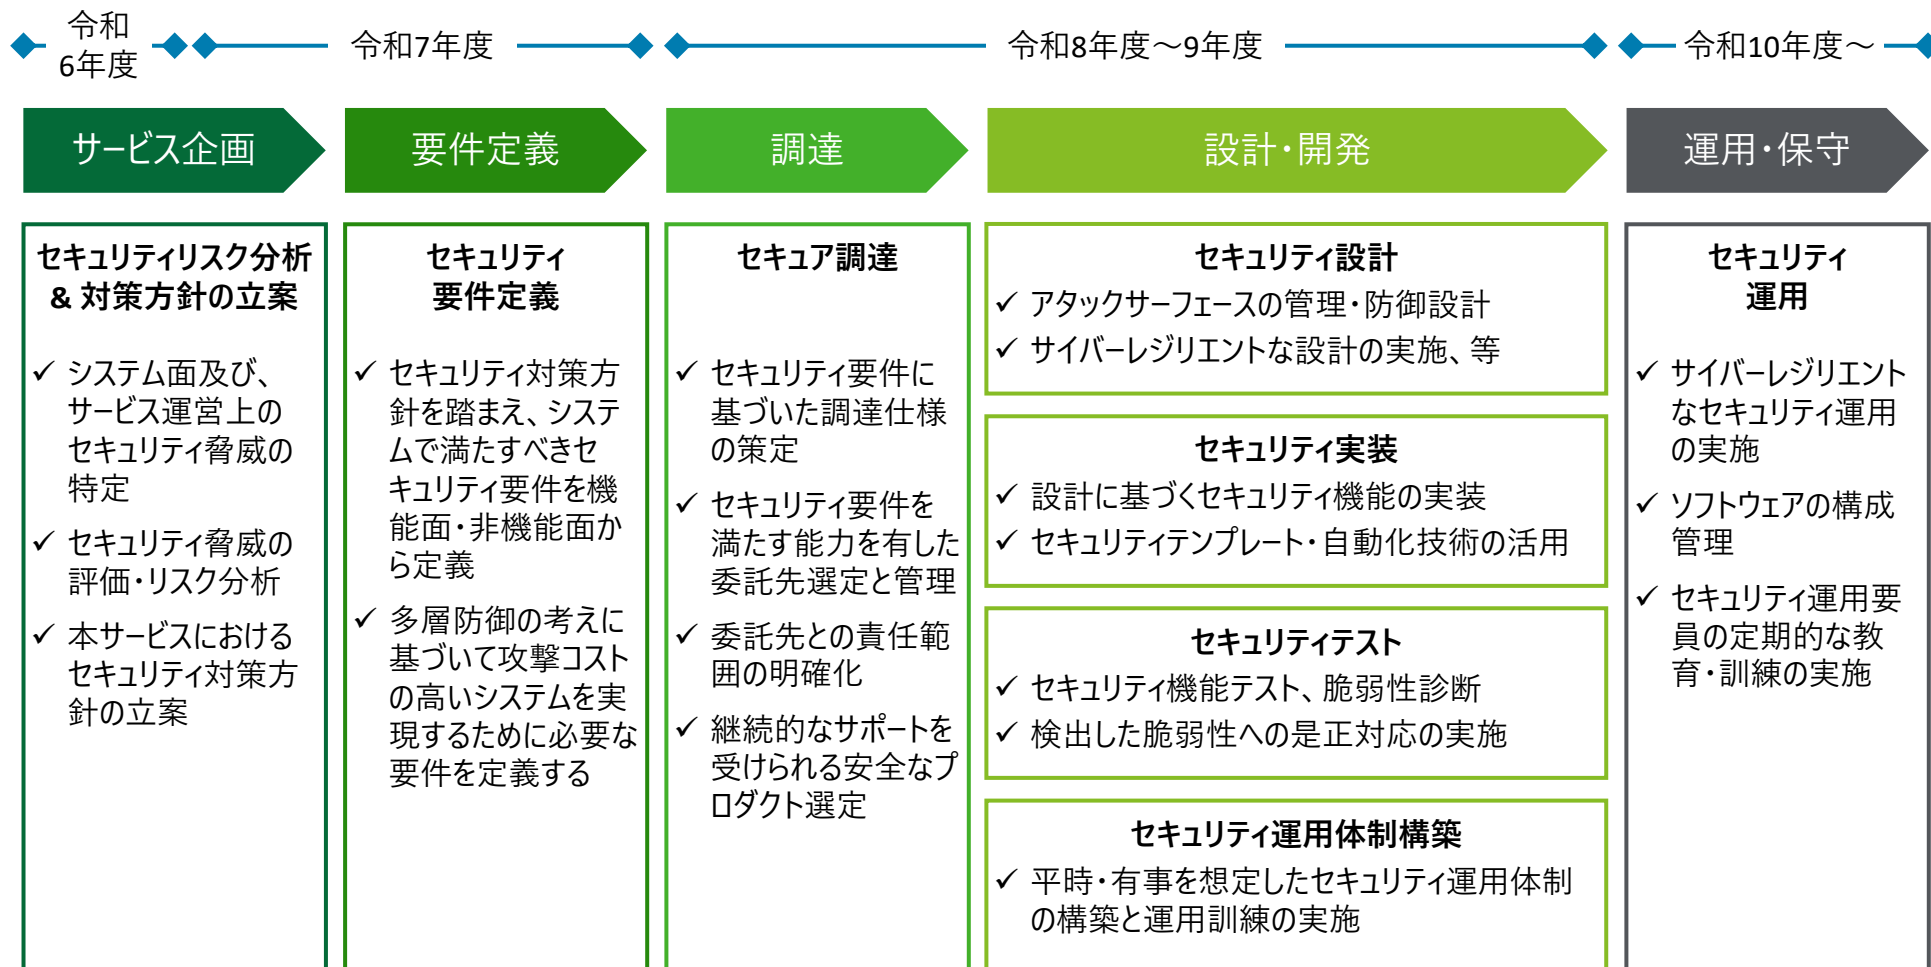 令和
6年度
令和7年度
令和8年度～9年度
令和10年度～
サービス企画
要件定義
調達
設計・開発
運用・保守
セキュリティリスク分析
& 対策方針の立案
✓ システム面及び、
サービス運営上の
セキュリティ脅威の
特定
✓ セキュリティ脅威の
評価・リスク分析
✓ 本サービスにおける
セキュリティ対策方
針の立案
セキュリティ
要件定義
✓ セキュリティ対策方
針を踏まえ、システ
ムで満たすべきセ
キュリティ要件を機
能面・非機能面か
ら定義
✓ 多層防御の考えに
基づいて攻撃コスト
の高いシステムを実
現するために必要な
要件を定義する
セキュア調達
✓ セキュリティ要件に
基づいた調達仕様
の策定
✓ セキュリティ要件を
満たす能力を有した
委託先選定と管理
✓ 委託先との責任範
囲の明確化
✓ 継続的なサポートを
受けられる安全なプ
ロダクト選定
セキュリティ設計
✓ アタックサーフェースの管理・防御設計
✓ サイバーレジリエントな設計の実施、等
セキュリティ実装
✓ 設計に基づくセキュリティ機能の実装
✓ セキュリティテンプレート・自動化技術の活用
セキュリティテスト
✓ セキュリティ機能テスト、脆弱性診断
✓ 検出した脆弱性への是正対応の実施
セキュリティ運用体制構築
✓ 平時・有事を想定したセキュリティ運用体制
の構築と運用訓練の実施
セキュリティ
運用
✓ サイバーレジリエント
なセキュリティ運用
の実施
✓ ソフトウェアの構成
管理
✓ セキュリティ運用要
員の定期的な教
育・訓練の実施